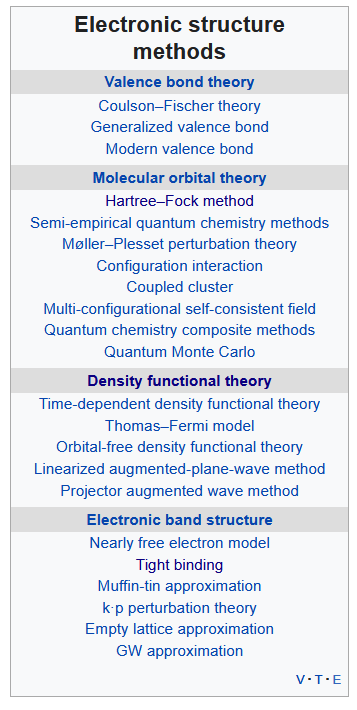 Electronic structure
methods
Valence bond theory
Coulson–Fischer theory
Generalized valence bond
Modern valence bond
Molecular orbital theory
Hartree–Fock method
Semi-empirical quantum chemistry methods
Møller–Plesset perturbation theory
Configuration interaction
Coupled cluster
Multi-configurational self-consistent field
Quantum chemistry composite methods
Quantum Monte Carlo
Density functional theory
Time-dependent density functional theory
Thomas–Fermi model
Orbital-free density functional theory
Linearized augmented-plane-wave method
Projector augmented wave method
Electronic band structure
Nearly free electron model
Tight binding
Muffin-tin approximation
k·p perturbation theory
Empty lattice approximation
GW approximation
V · T · E